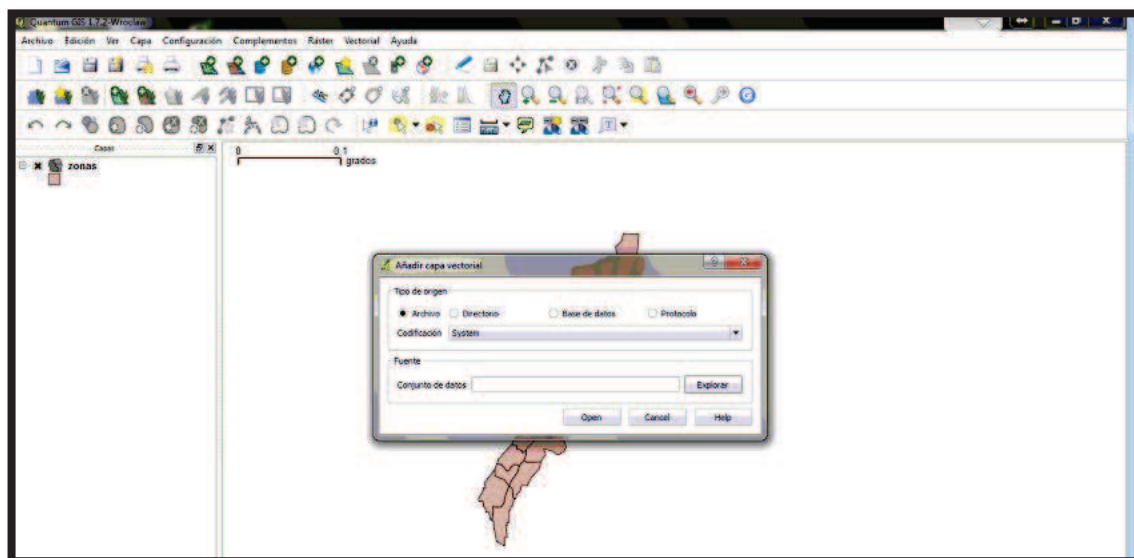 Quantum GIS 1.7.2-Wroclaw
Archivo Edición Ver Capa Configuración Complementos Ráster Vectorial Ayuda
Capas
zonas
0 0.1
grados
Añadir capa vectorial
Tipo de origen
Archivo Directorio Base de datos Protocolo
Codificación System
Fuente
Conjunto de datos Explorar
Open Cancel Help